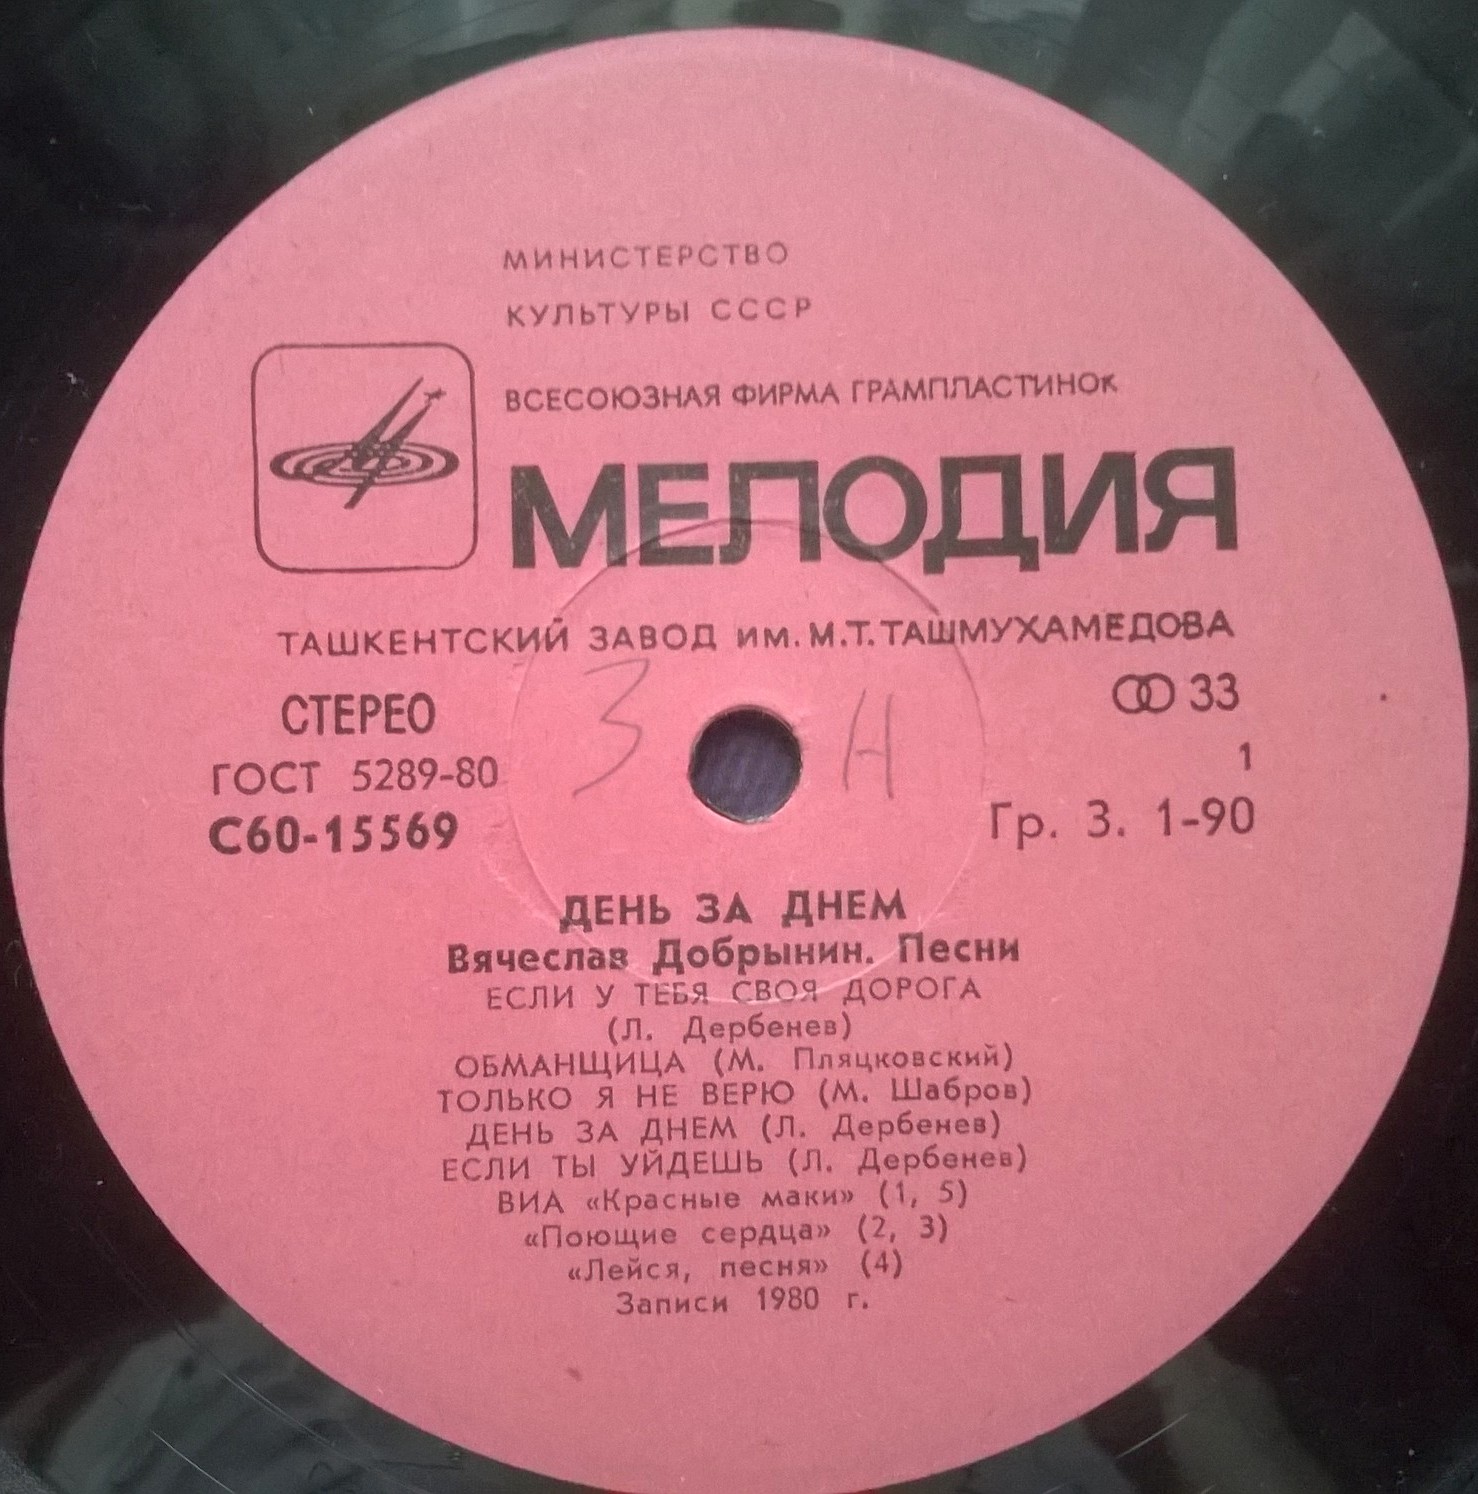 МИНИСТЕРСТВО
КУЛЬТУРЫ СССР
ВСЕСОЮЗНАЯ ФИРМА ГРАМПЛАСТИНОК
МЕЛОДИЯ
ТАШКЕНТСКИЙ ЗАВОД ИМ. М.Т. ТАШМУХАМЕДОВА
СТЕРЕО
33
ГОСТ 5289-80
1
С60-15569
Гр. 3. 1-90
З Н
ДЕНЬ ЗА ДНЕМ
Вячеслав Добрынин. Песни
ЕСЛИ У ТЕБЯ СВОЯ ДОРОГА
(Л. Дербенев)
ОБМАНЩИЦА (М. Пляцковский)
ТОЛЬКО Я НЕ ВЕРЮ (М. Шабров)
ДЕНЬ ЗА ДНЕМ (Л. Дербенев)
ЕСЛИ ТЫ УЙДЕШЬ (Л. Дербенев)
ВИА «Красные маки» (1, 5)
«Поющие сердца» (2, 3)
«Лейся, песня» (4)
Записи 1980 г.